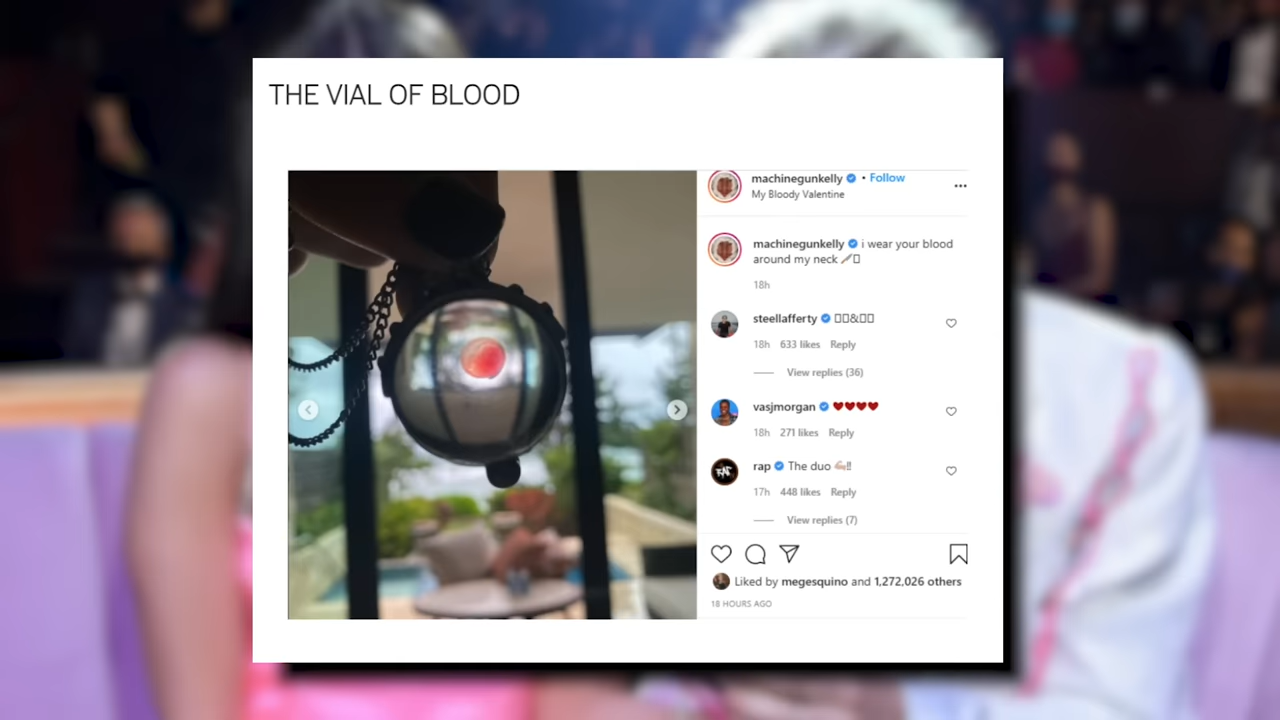 THE VIAL OF BLOOD
machinegunkelly • Follow
My Bloody Valentine
machinegunkelly i wear your blood
around my neck
18h
steellafferty &
18h 633 likes Reply
View replies (36)
vasjmorgan ♥♥♥♥
18h 271 likes Reply
rap The duo 💪‼
17h 448 likes Reply
View replies (7)
Liked by megesquino and 1,272,026 others
18 HOURS AGO